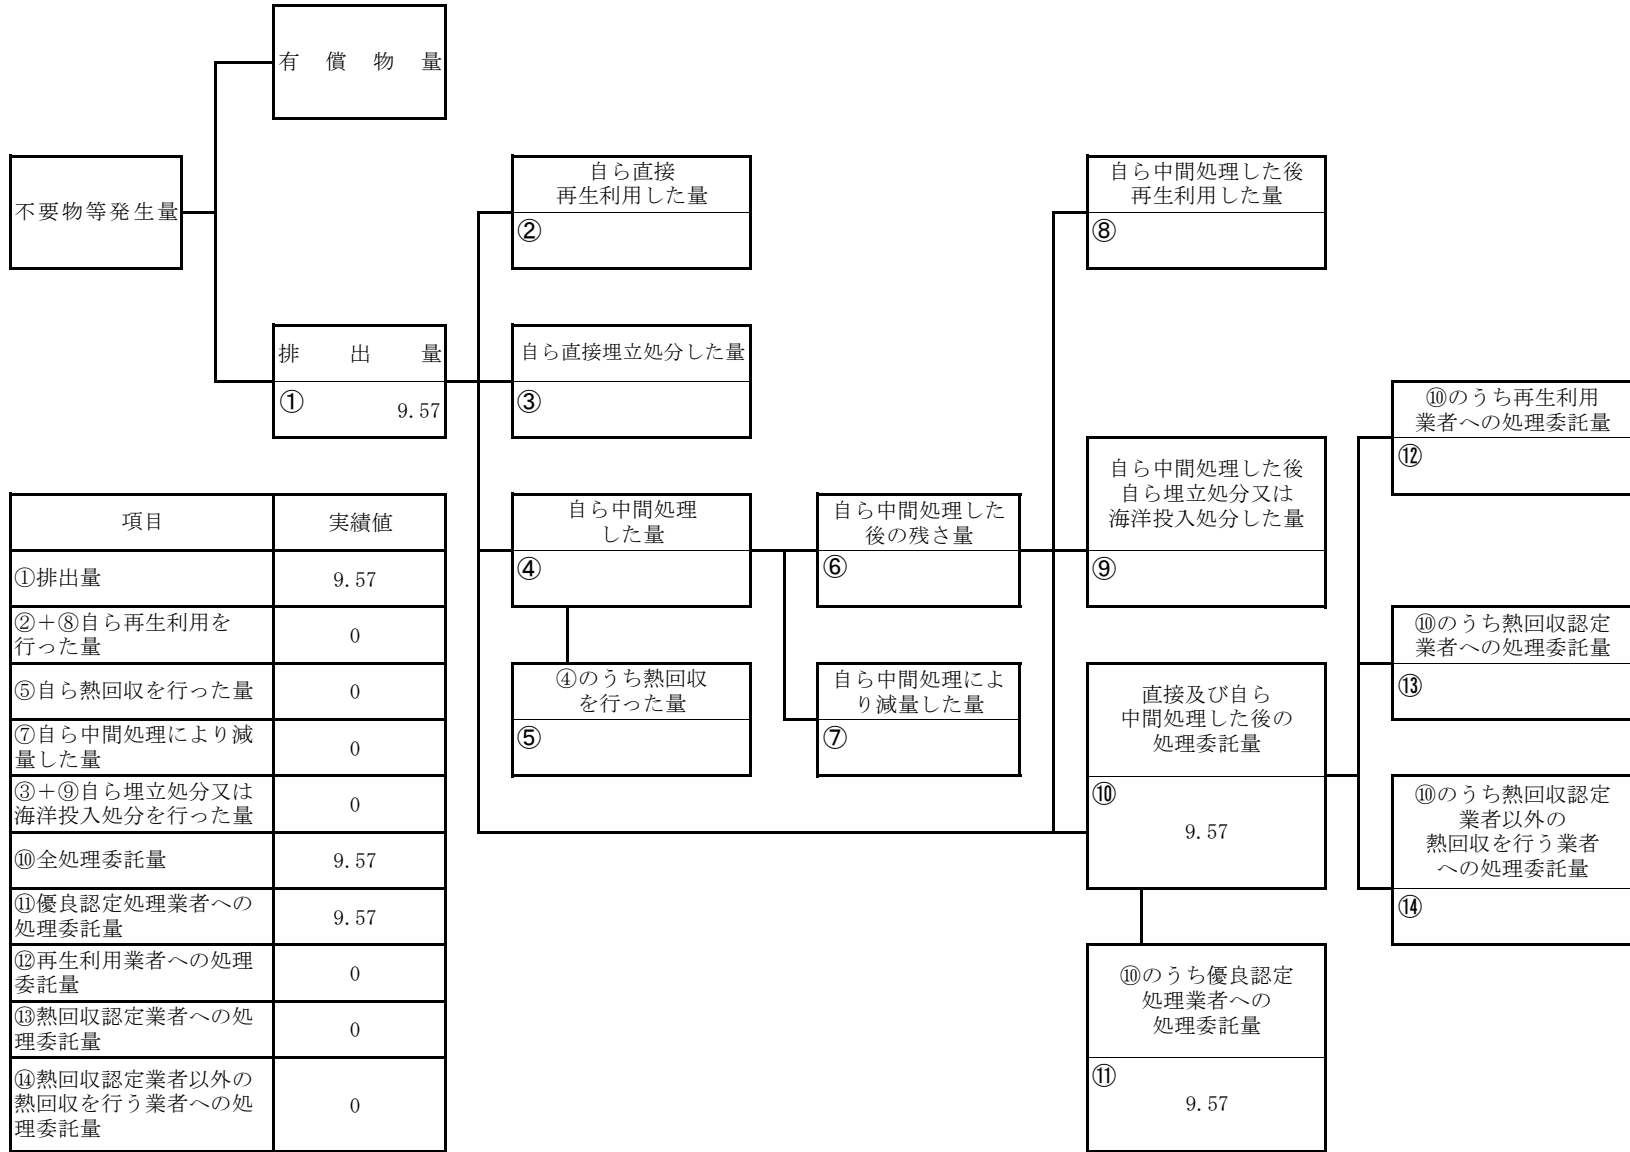 有償物量
不要物等発生量
排出量
①
9.57
自ら直接
再生利用した量
②
自ら直接埋立処分した量
③
自ら中間処理
した量
④
④のうち熱回収
を行った量
⑤
自ら中間処理した
後の残さ量
⑥
自ら中間処理によ
り減量した量
⑦
自ら中間処理した後
再生利用した量
⑧
自ら中間処理した後
自ら埋立処分又は
海洋投入処分した量
⑨
直接及び自ら
中間処理した後の
処理委託量
⑩
9.57
⑩のうち優良認定
処理業者への
処理委託量
⑪
9.57
⑩のうち再生利用
業者への処理委託量
⑫
⑩のうち熱回収認定
業者への処理委託量
⑬
⑩のうち熱回収認定
業者以外の
熱回収を行う業者
への処理委託量
⑭
項目 実績値
①排出量 9.57
②＋⑧自ら再生利用を
行った量 0
⑤自ら熱回収を行った量 0
⑦自ら中間処理により減
量した量 0
③＋⑨自ら埋立処分又は
海洋投入処分を行った量 0
⑩全処理委託量 9.57
⑪優良認定処理業者への
処理委託量 9.57
⑫再生利用業者への処理
委託量 0
⑬熱回収認定業者への処
理委託量 0
⑭熱回収認定業者以外の
熱回収を行う業者への処
理委託量 0